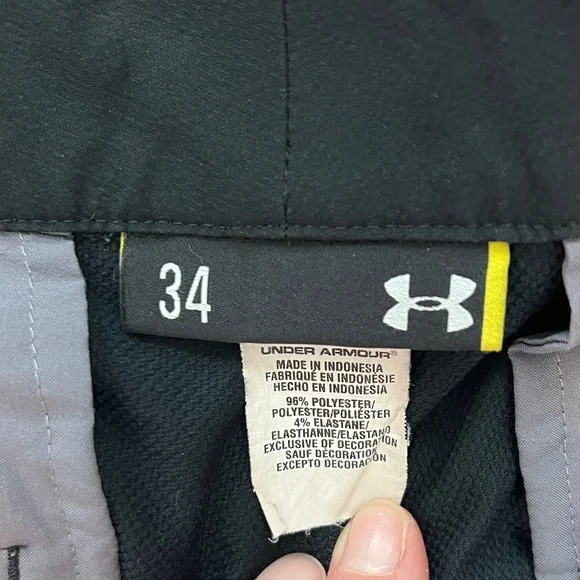 34
UNDER ARMOUR®
MADE IN INDONESIA
FABRIQUÉ EN INDONÉSIE
HECHO EN INDONESIA
96% POLYESTER/
POLYESTER/POLIÉSTER
4% ELASTANE/
ELASTHANNE/ELASTANO
EXCLUSIVE OF DECORATION
SAUF DÉCORATION
EXCEPTO DECORACIÓN